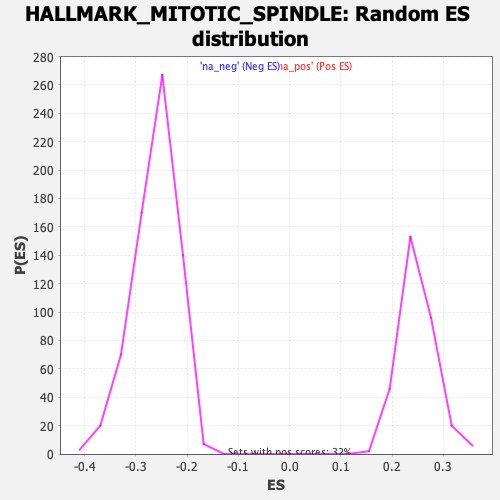 HALLMARK_MITOTIC_SPINDLE: Random ES
distribution
'na_neg' (Neg ES)
na_pos' (Pos ES)
280
260
240
220
200
180
160
140
120
100
80
60
40
20
0
P(ES)
Sets with pos scores: 32%
-0.4 -0.3 -0.2 -0.1 0.0 0.1 0.2 0.3
ES